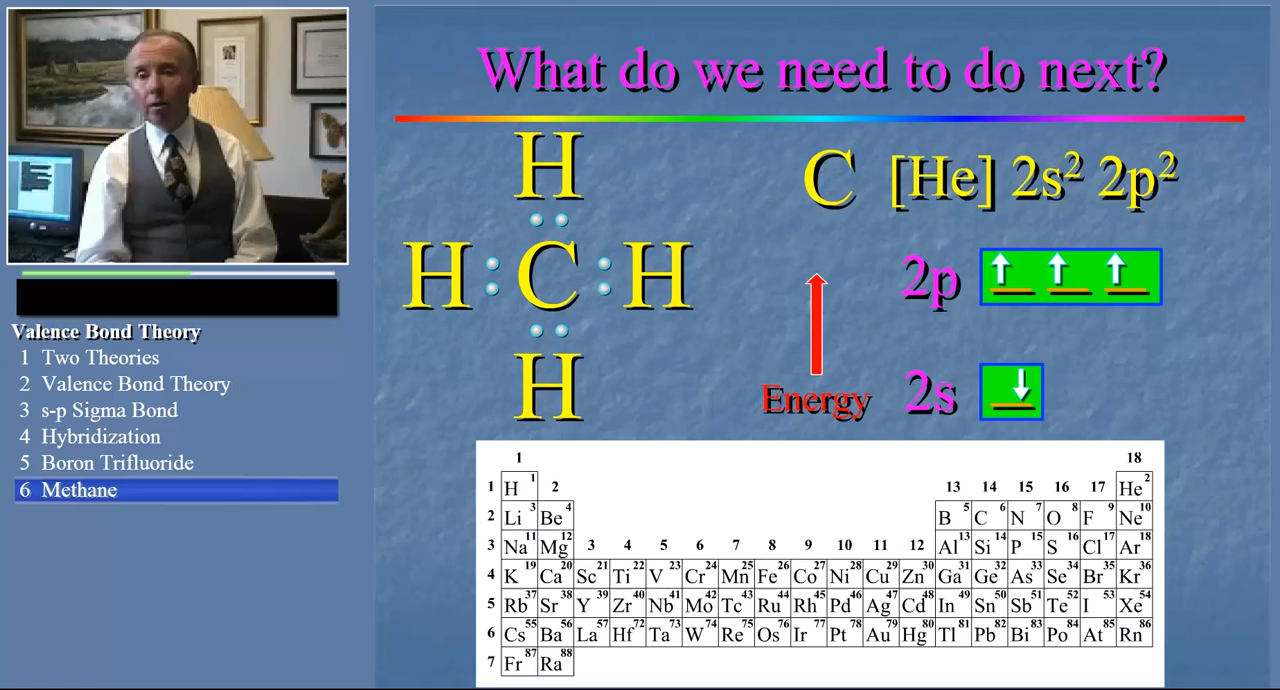 What do we need to do next?
H
H : C : H
H
C [He] 2s² 2p²
2p
Energy 2s
Valence Bond Theory
1 Two Theories
2 Valence Bond Theory
3 s-p Sigma Bond
4 Hybridization
5 Boron Trifluoride
6 Methane
1 18
1 H 1 2 13 14 15 16 17 He 2
2 Li 3 Be 4 B 5 C 6 N 7 O 8 F 9 Ne 10
3 Na 11 Mg 12 3 4 5 6 7 8 9 10 11 12 Al 13 Si 14 P 15 S 16 Cl 17 Ar 18
4 K 19 Ca 20 Sc 21 Ti 22 V 23 Cr 24 Mn 25 Fe 26 Co 27 Ni 28 Cu 29 Zn 30 Ga 31 Ge 32 As 33 Se 34 Br 35 Kr 36
5 Rb 37 Sr 38 Y 39 Zr 40 Nb 41 Mo 42 Tc 43 Ru 44 Rh 45 Pd 46 Ag 47 Cd 48 In 49 Sn 50 Sb 51 Te 52 I 53 Xe 54
6 Cs 55 Ba 56 La 57 Hf 72 Ta 73 W 74 Re 75 Os 76 Ir 77 Pt 78 Au 79 Hg 80 Tl 81 Pb 82 Bi 83 Po 84 At 85 Rn 86
7 Fr 87 Ra 88